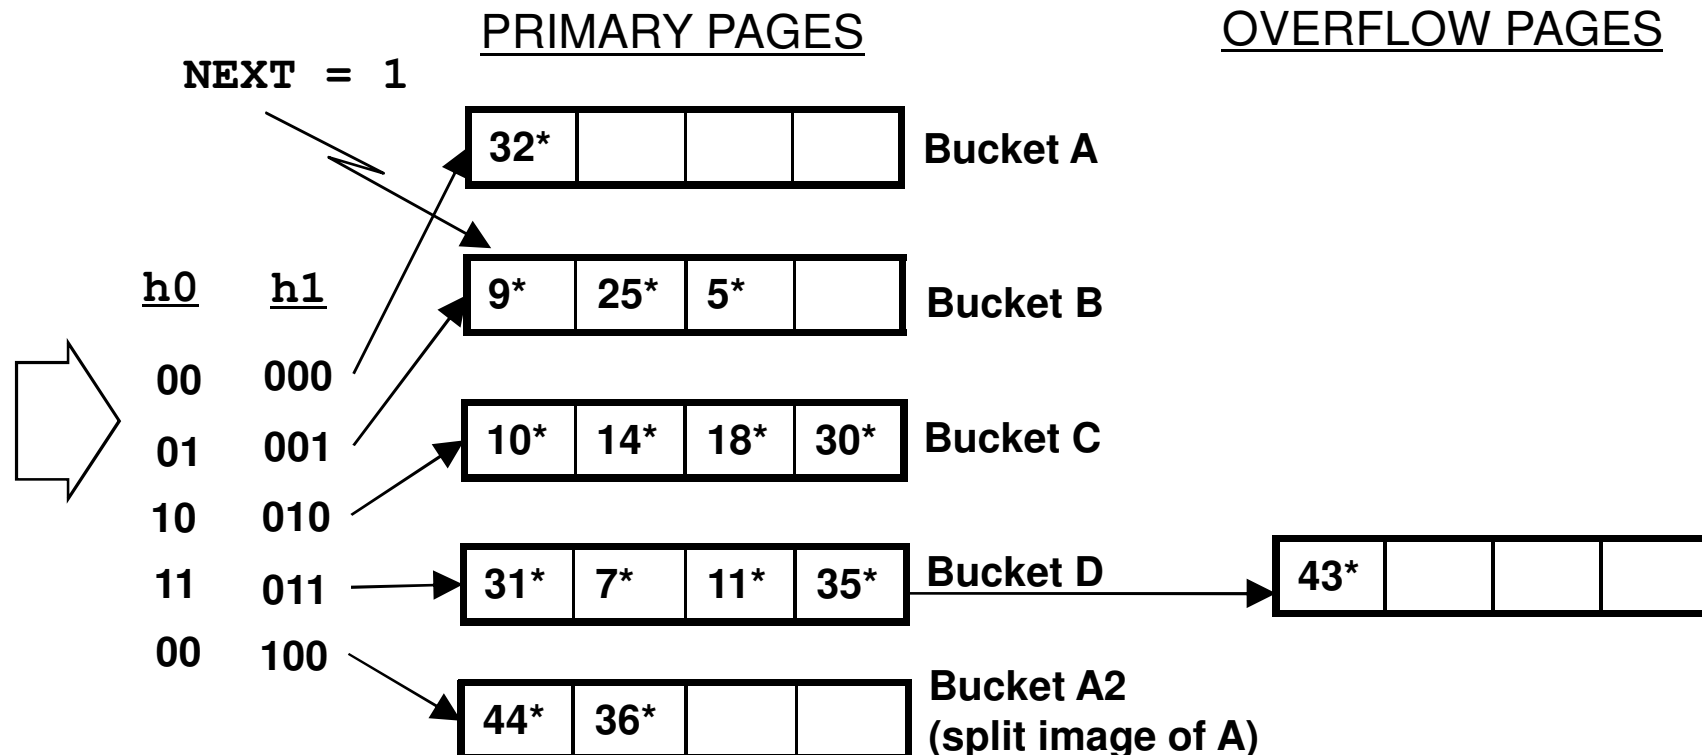 PRIMARY PAGES
OVERFLOW PAGES
NEXT = 1
32*
Bucket A
h0 h1
9* 25* 5*
Bucket B
00 000
01 001
10* 14* 18* 30*
Bucket C
10 010
11 011
31* 7* 11* 35*
Bucket D
43*
00 100
44* 36*
Bucket A2
(split image of A)